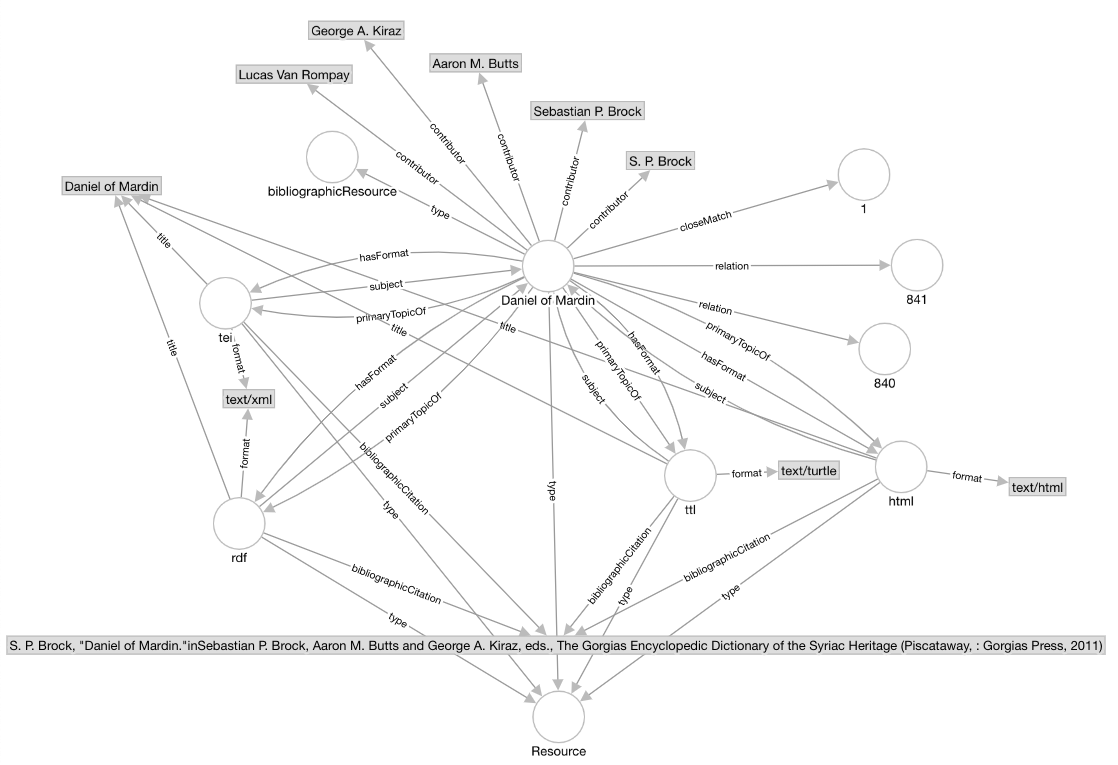 George A. Kiraz
Aaron M. Butts
Lucas Van Rompay
Sebastian P. Brock
contributor
contributor
contributor
contributor
S. P. Brock
contributor
bibliographicResource
type
Daniel of Mardin
closeMatch
1
title
hasFormat
relation
subject
Daniel of Mardin
841
primaryTopicOf
relation
tei
title
title
primaryTopicOf
title
format
hasFormat
hasFormat
840
hasFormat
primaryTopicOf
subject
subject
subject
text/xml
primaryTopicOf
format
bibliographicCitation
format
text/turtle
format
text/html
type
type
ttl
html
rdf
bibliographicCitation
bibliographicCitation
bibliographicCitation
type
type
type
S. P. Brock, "Daniel of Mardin."inSebastian P. Brock, Aaron M. Butts and George A. Kiraz, eds., The Gorgias Encyclopedic Dictionary of the Syriac Heritage (Piscataway, : Gorgias Press, 2011)
Resource